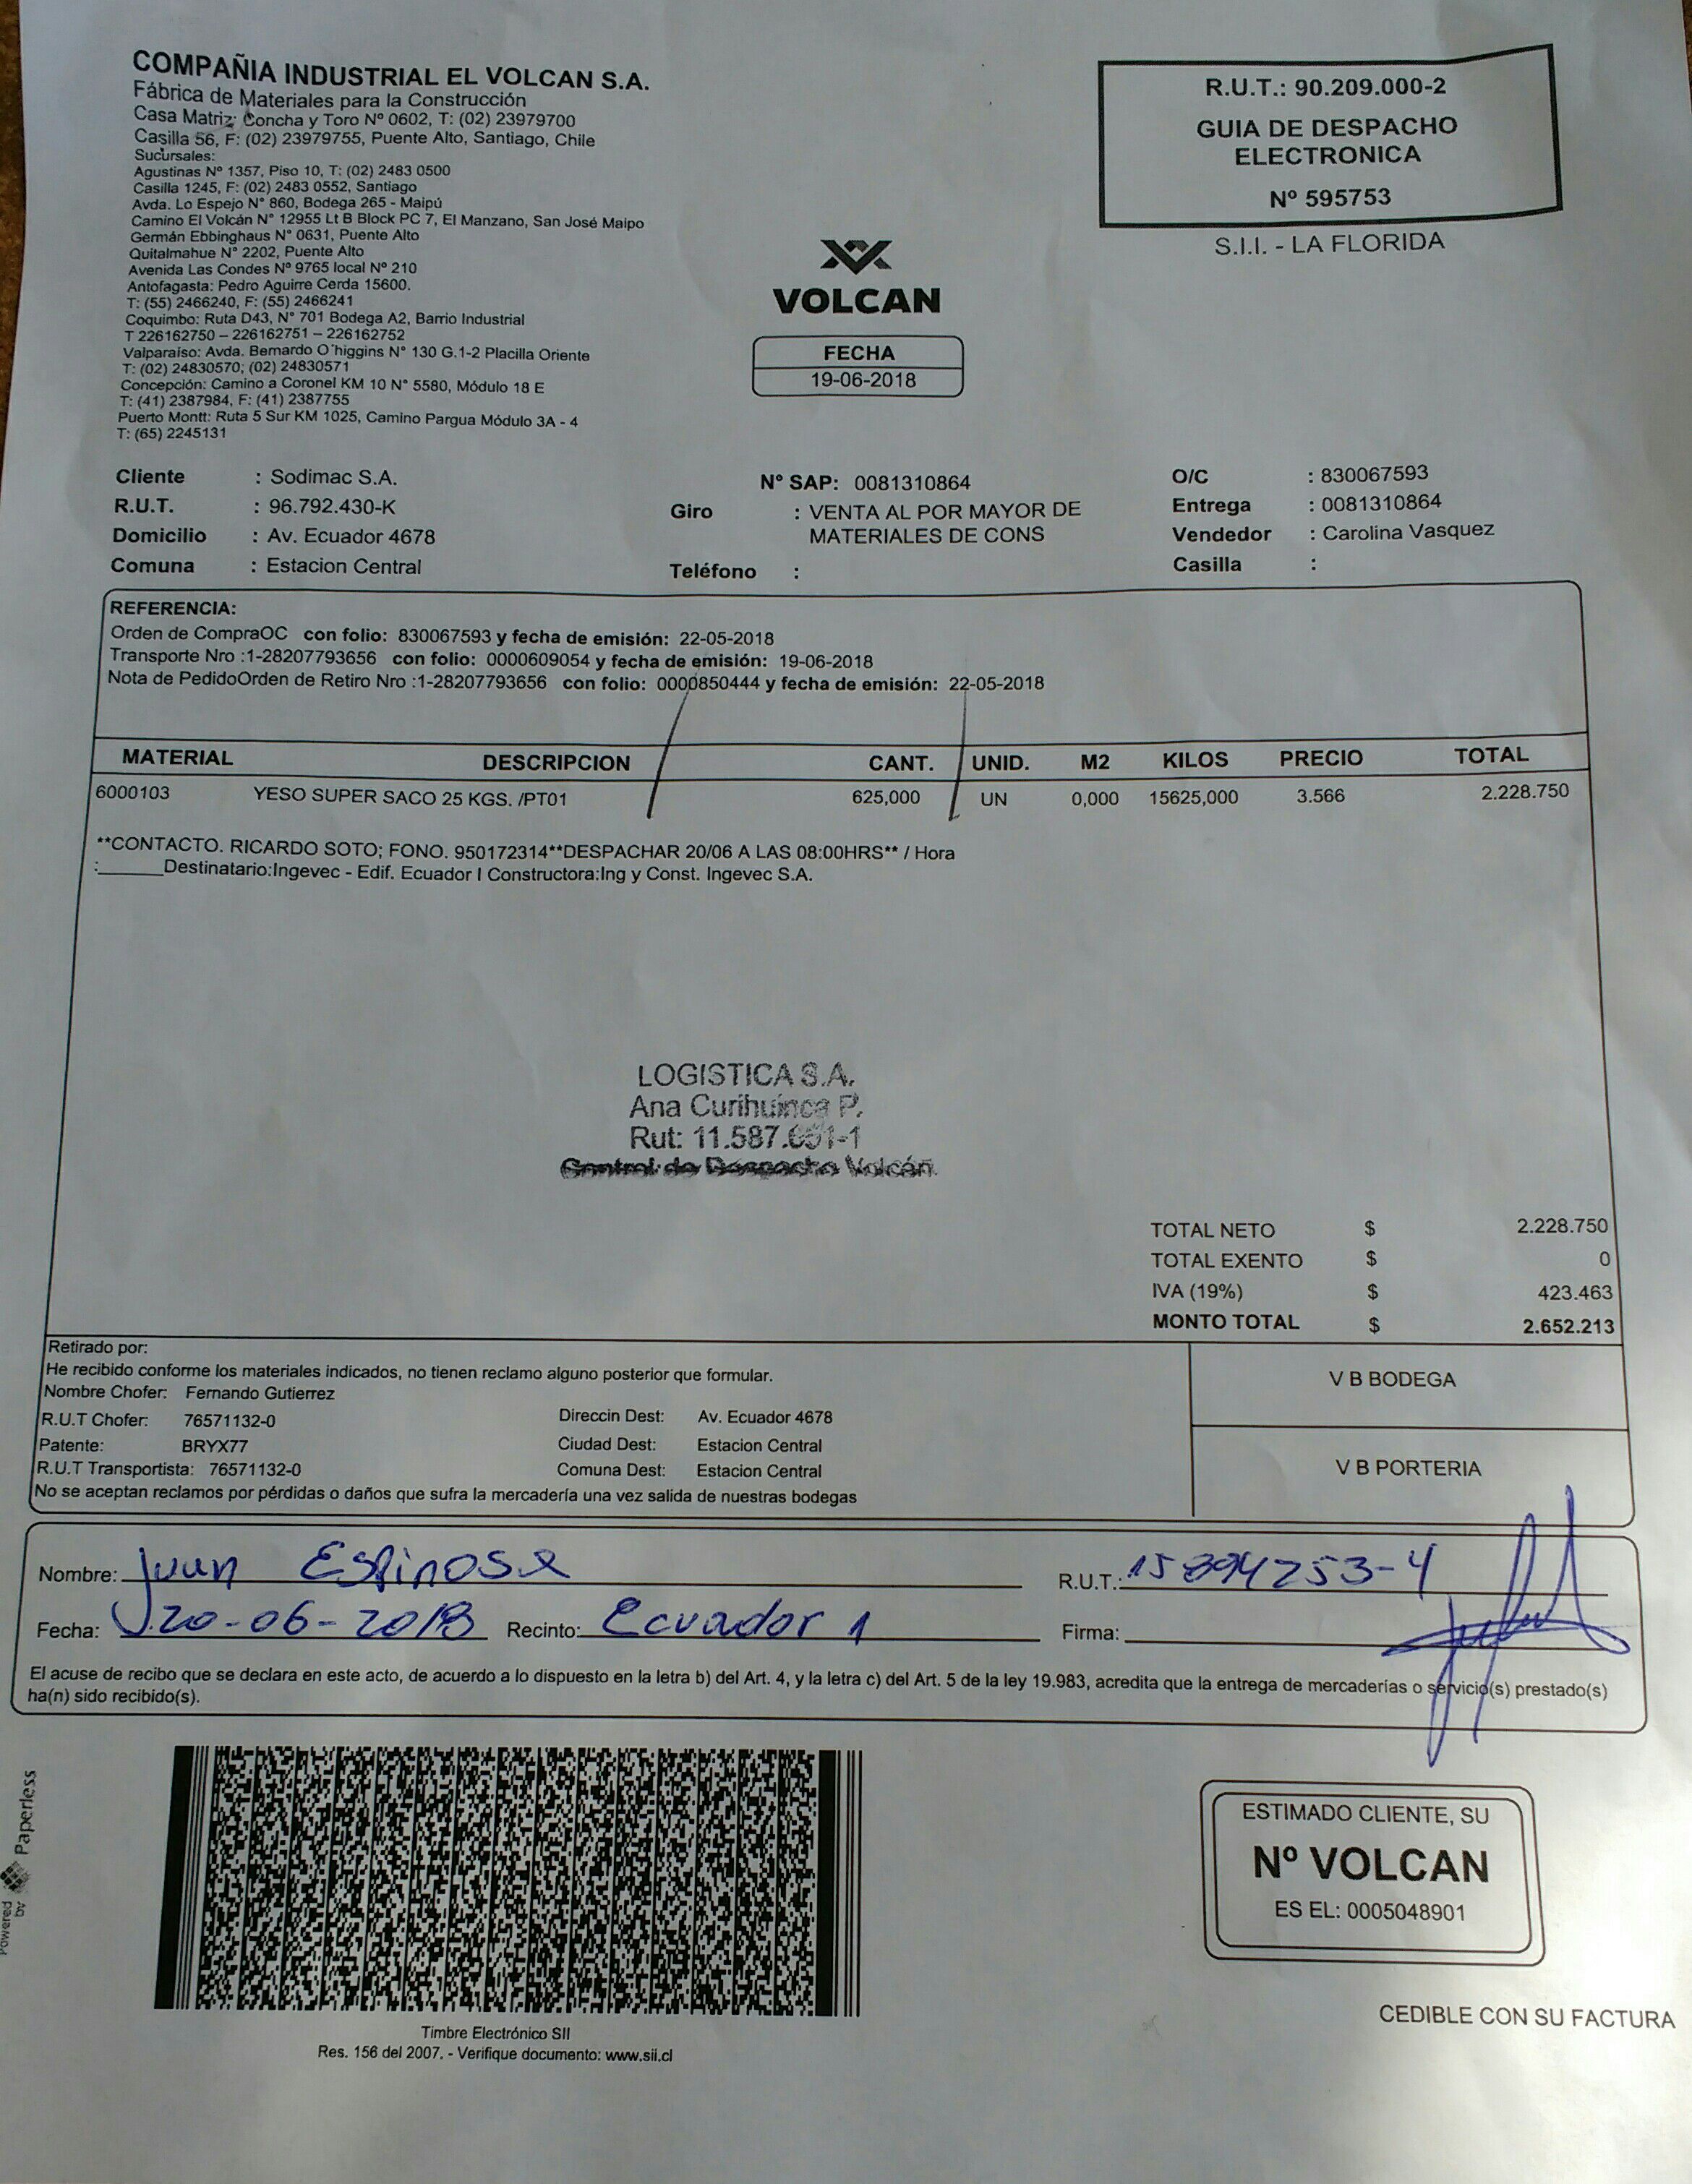 COMPAÑIA INDUSTRIAL EL VOLCAN S.A.
Fábrica de Materiales para la Construcción
Casa Matriz: Concha y Toro Nº 0602, T: (02) 23979700
Casilla 56, F: (02) 23979755, Puente Alto, Santiago, Chile
Sucursales:
Agustinas Nº 1357, Piso 10, T: (02) 2483 0500
Casilla 1245, F: (02) 2483 0552, Santiago
Avda. Lo Espejo N° 860, Bodega 265 - Maipú
Camino El Volcán N° 12955 Lt B Block PC 7, El Manzano, San José Maipo
Germán Ebbinghaus N° 0631, Puente Alto
Quitalmahue N° 2202, Puente Alto
Avenida Las Condes Nº 9765 local Nº 210
Antofagasta: Pedro Aguirre Cerda 15600.
T: (55) 2466240, F: (55) 2466241
Coquimbo: Ruta D43, N° 701 Bodega A2, Barrio Industrial
T 226162750 – 226162751 – 226162752
Valparaiso: Avda. Bernardo O´higgins N° 130 G.1-2 Placilla Oriente
T: (02) 24830570; (02) 24830571
Concepción: Camino a Coronel KM 10 N° 5580, Módulo 18 E
T: (41) 2387984, F: (41) 2387755
Puerto Montt: Ruta 5 Sur KM 1025, Camino Pargua Módulo 3A - 4
T: (65) 2245131
R.U.T.: 90.209.000-2
GUIA DE DESPACHO
ELECTRONICA
Nº 595753
S.I.I. - LA FLORIDA
VOLCAN
FECHA
19-06-2018
Cliente : Sodimac S.A.
R.U.T. : 96.792.430-K
Domicilio : Av. Ecuador 4678
Comuna : Estacion Central
N° SAP: 0081310864
Giro : VENTA AL POR MAYOR DE
MATERIALES DE CONS
Teléfono :
O/C : 830067593
Entrega : 0081310864
Vendedor : Carolina Vasquez
Casilla :
REFERENCIA:
Orden de CompraOC con folio: 830067593 y fecha de emisión: 22-05-2018
Transporte Nro :1-28207793656 con folio: 0000609054 y fecha de emisión: 19-06-2018
Nota de PedidoOrden de Retiro Nro :1-28207793656 con folio: 0000850444 y fecha de emisión: 22-05-2018
MATERIAL DESCRIPCION CANT. UNID. M2 KILOS PRECIO TOTAL
6000103 YESO SUPER SACO 25 KGS. /PT01 625,000 UN 0,000 15625,000 3.566 2.228.750
**CONTACTO. RICARDO SOTO; FONO. 950172314**DESPACHAR 20/06 A LAS 08:00HRS** / Hora
:______Destinatario:Ingevec - Edif. Ecuador I Constructora:Ing y Const. Ingevec S.A.
LOGISTICA S.A.
Ana Curihuinca P.
Rut: 11.587.
Control de Despacho Volcán.
TOTAL NETO $ 2.228.750
TOTAL EXENTO $ 0
IVA (19%) $ 423.463
MONTO TOTAL $ 2.652.213
Retirado por:
He recibido conforme los materiales indicados, no tienen reclamo alguno posterior que formular.
Nombre Chofer: Fernando Gutierrez
R.U.T Chofer: 76571132-0 Direccin Dest: Av. Ecuador 4678
Patente: BRYX77 Ciudad Dest: Estacion Central
R.U.T Transportista: 76571132-0 Comuna Dest: Estacion Central
No se aceptan reclamos por pérdidas o daños que sufra la mercadería una vez salida de nuestras bodegas
V B BODEGA
V B PORTERIA
Nombre: Juan Espinosa R.U.T.: 15894253-4
Fecha: 20-06-2018 Recinto: Ecuador 1 Firma:
El acuse de recibo que se declara en este acto, de acuerdo a lo dispuesto en la letra b) del Art. 4, y la letra c) del Art. 5 de la ley 19.983, acredita que la entrega de mercaderías o servicio(s) prestado(s)
ha(n) sido recibido(s).
Powered by Paperless
Timbre Electrónico SII
Res. 156 del 2007. - Verifique documento: www.sii.cl
ESTIMADO CLIENTE, SU
Nº VOLCAN
ES EL: 0005048901
CEDIBLE CON SU FACTURA